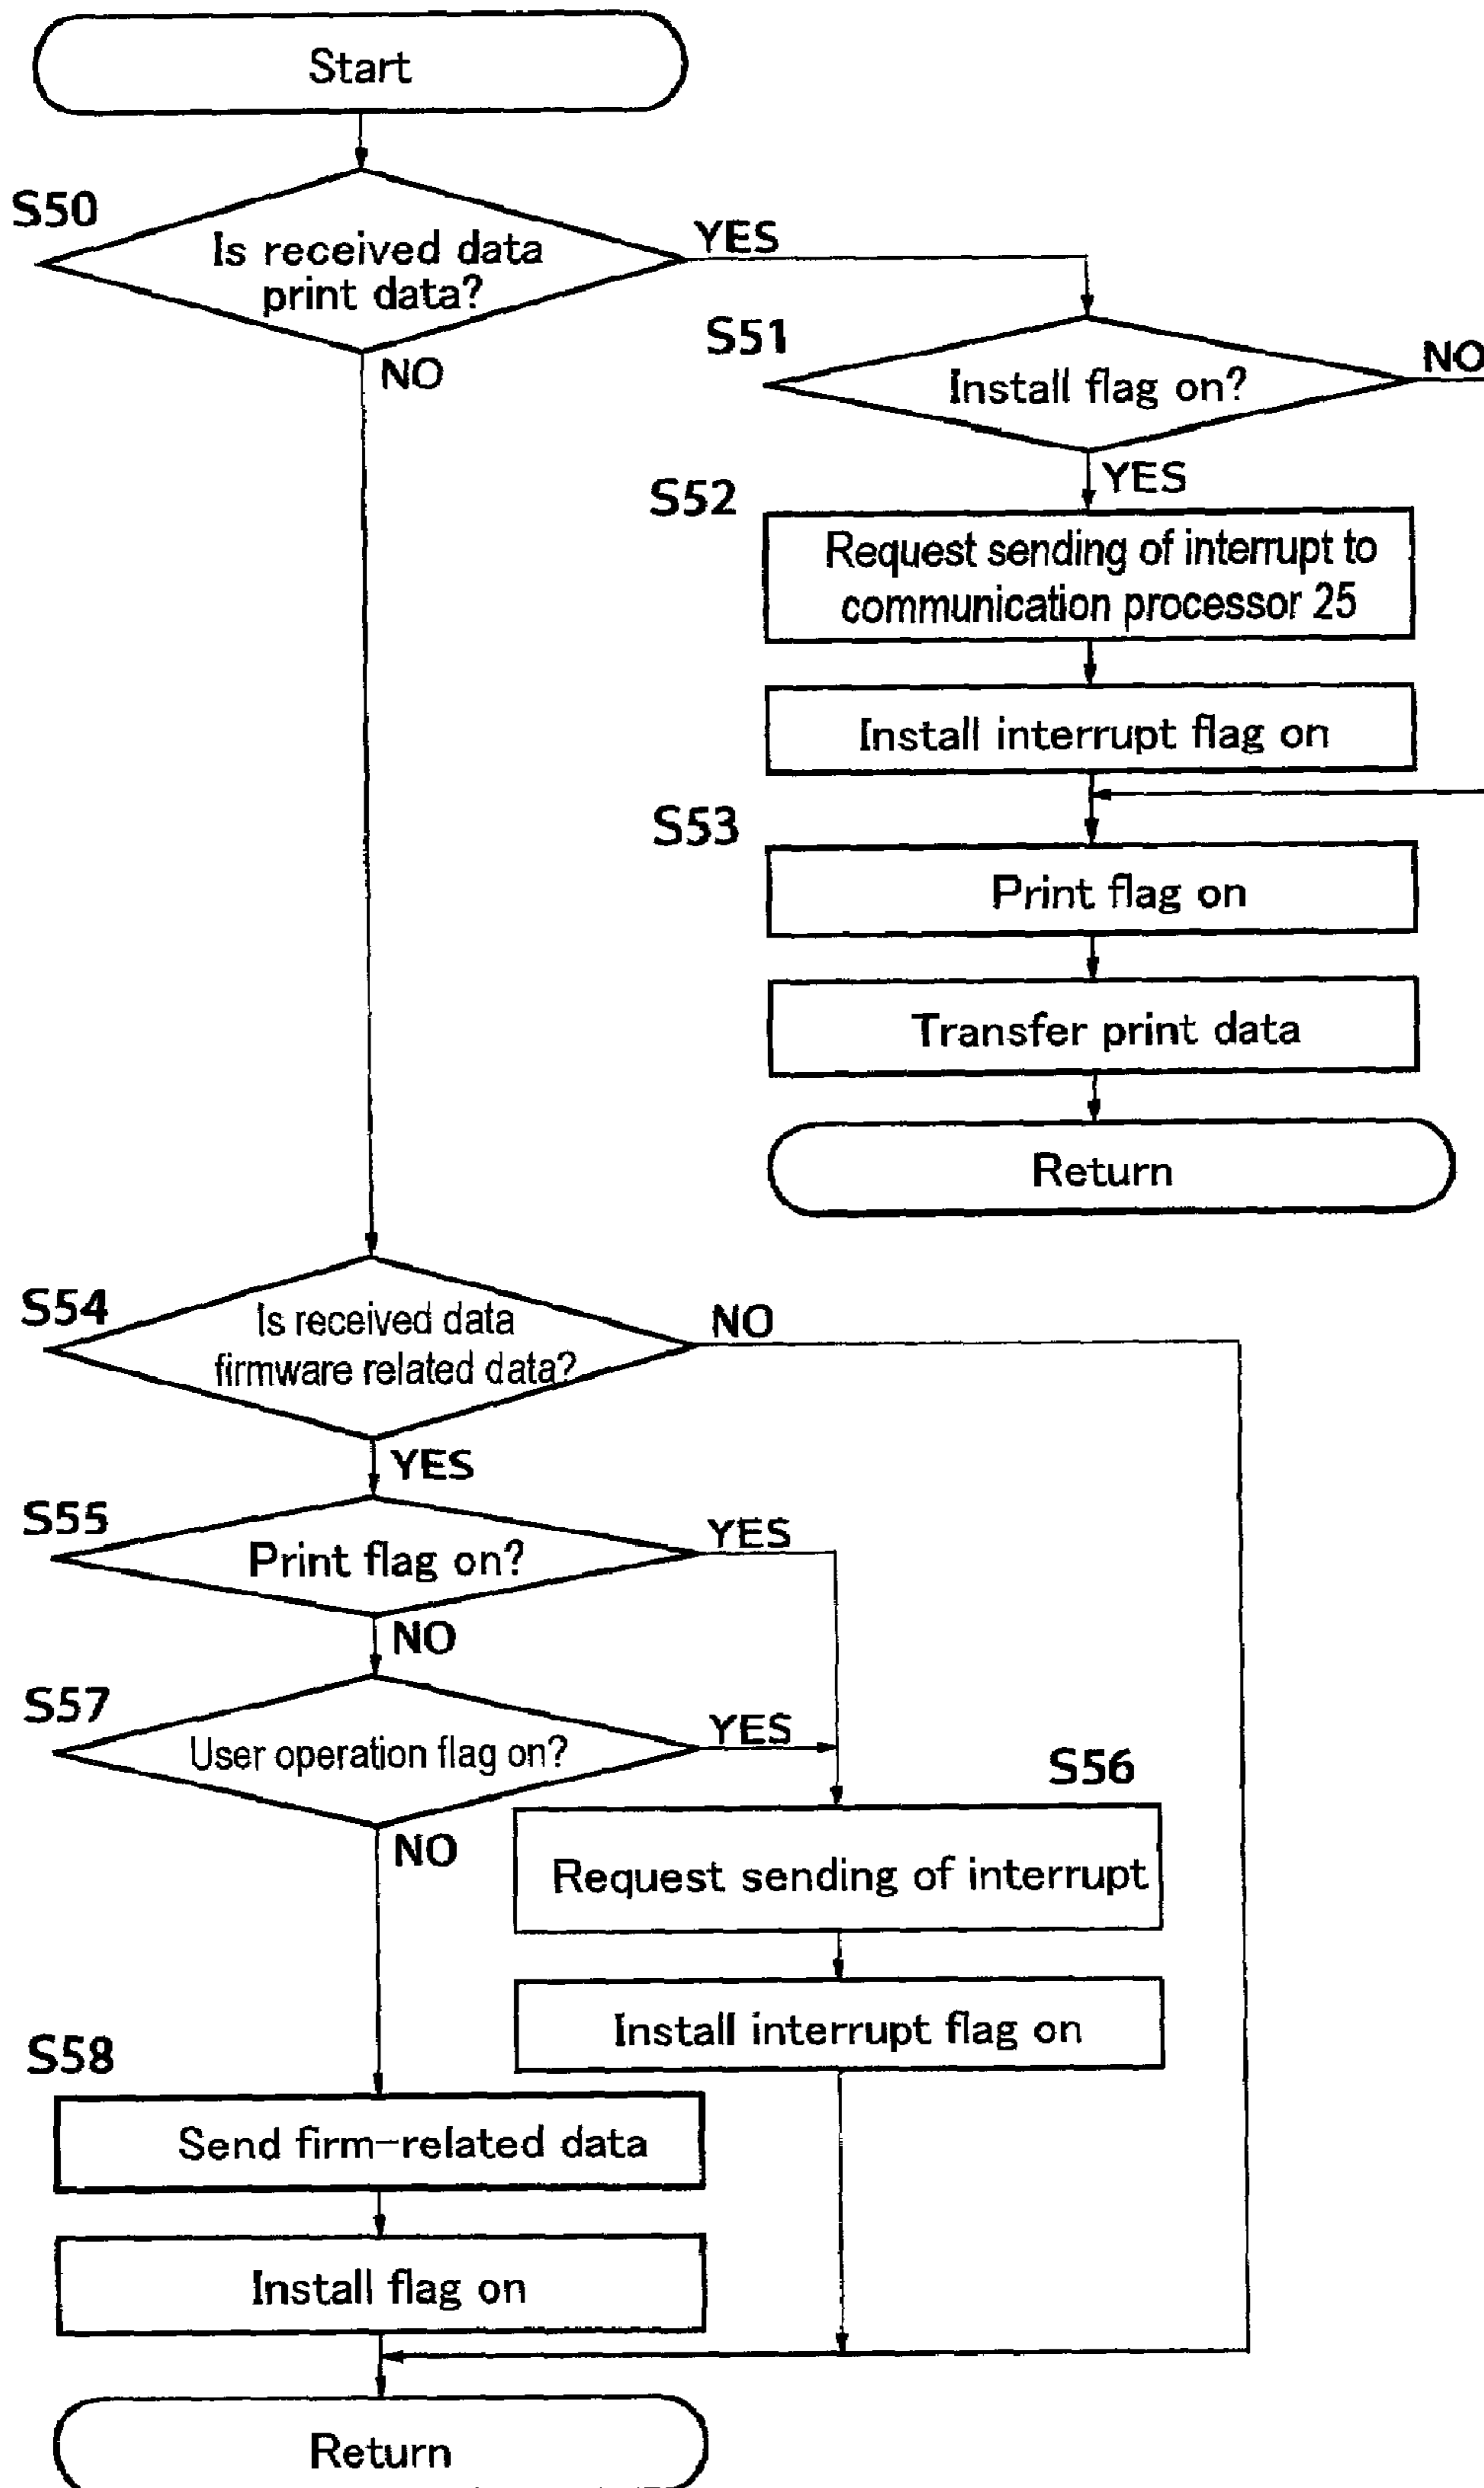 Start
S50
Is received data
print data?
YES
NO
S51
Install flag on?
NO
YES
S52
Request sending of interrupt to
communication processor 25
Install interrupt flag on
S53
Print flag on
Transfer print data
Return
S54
Is received data
firmware related data?
NO
YES
S55
Print flag on?
YES
NO
S57
User operation flag on?
YES
NO
S56
Request sending of interrupt
Install interrupt flag on
S58
Send firm-related data
Install flag on
Return